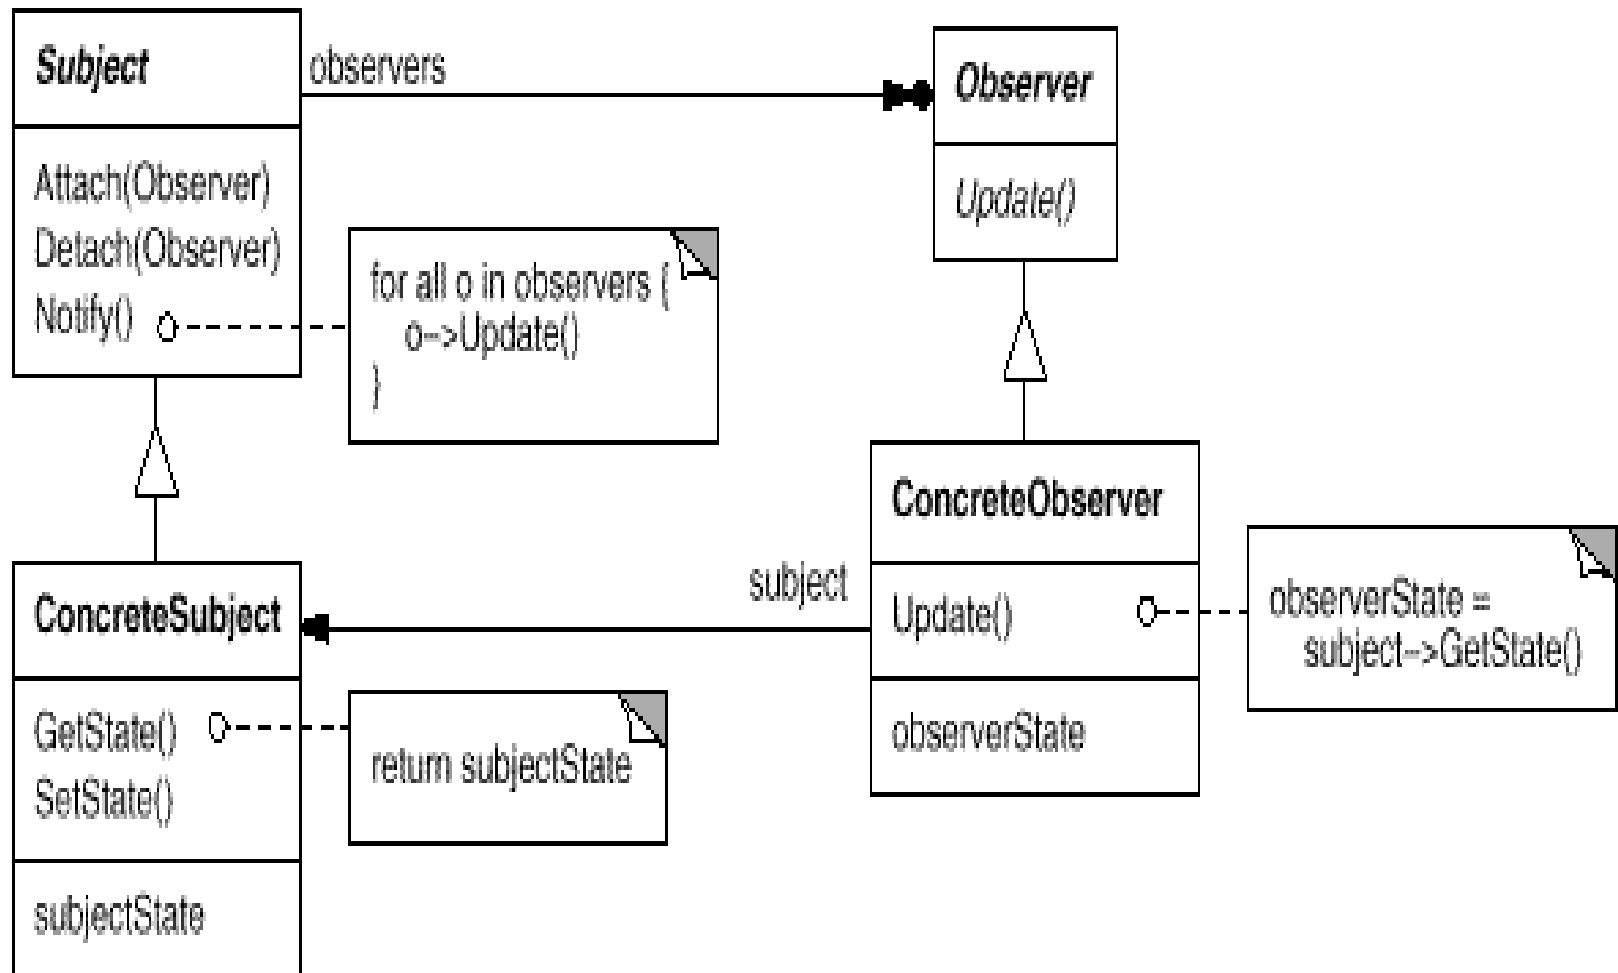 Subject
observers
Attach(Observer)
Detach(Observer)
Notify()
for all o in observers {
o-->Update()
}
Observer
Update()
ConcreteSubject
GetState()
SetState()
subjectState
return subjectState
subject
ConcreteObserver
Update()
observerState
observerState =
subject-->GetState()